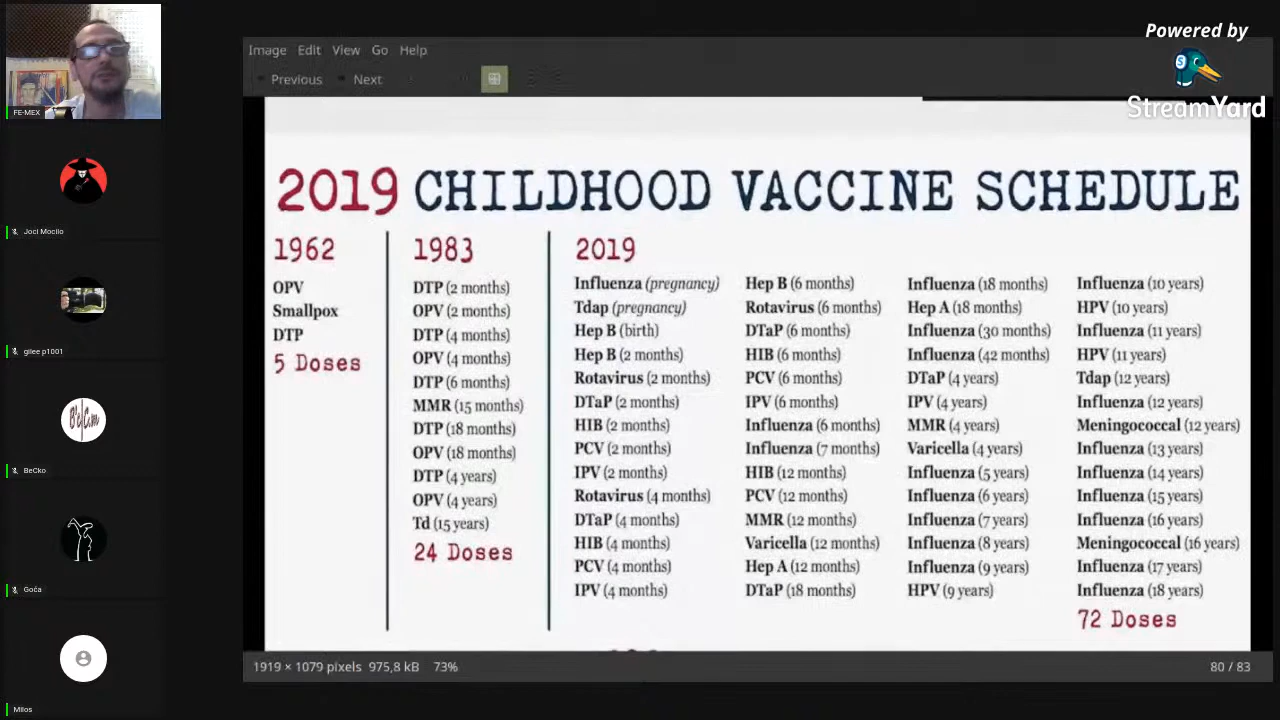 Powered by
StreamYard
FE-MEX
Joci Mocilo
gilee p1001
BeCko
Goća
Milos
Image Edit View Go Help
Previous Next
2019 CHILDHOOD VACCINE SCHEDULE
1962
OPV
Smallpox
DTP
5 Doses
1983
DTP (2 months)
OPV (2 months)
DTP (4 months)
OPV (4 months)
DTP (6 months)
MMR (15 months)
DTP (18 months)
OPV (18 months)
DTP (4 years)
OPV (4 years)
Td (15 years)
24 Doses
2019
Influenza (pregnancy)
Tdap (pregnancy)
Hep B (birth)
Hep B (2 months)
Rotavirus (2 months)
DTaP (2 months)
HIB (2 months)
PCV (2 months)
IPV (2 months)
Rotavirus (4 months)
DTaP (4 months)
HIB (4 months)
PCV (4 months)
IPV (4 months)
Hep B (6 months)
Rotavirus (6 months)
DTaP (6 months)
HIB (6 months)
PCV (6 months)
IPV (6 months)
Influenza (6 months)
Influenza (7 months)
HIB (12 months)
PCV (12 months)
MMR (12 months)
Varicella (12 months)
Hep A (12 months)
DTaP (18 months)
Influenza (18 months)
Hep A (18 months)
Influenza (30 months)
Influenza (42 months)
DTaP (4 years)
IPV (4 years)
MMR (4 years)
Varicella (4 years)
Influenza (5 years)
Influenza (6 years)
Influenza (7 years)
Influenza (8 years)
Influenza (9 years)
HPV (9 years)
Influenza (10 years)
HPV (10 years)
Influenza (11 years)
HPV (11 years)
Tdap (12 years)
Influenza (12 years)
Meningococcal (12 years)
Influenza (13 years)
Influenza (14 years)
Influenza (15 years)
Influenza (16 years)
Meningococcal (16 years)
Influenza (17 years)
Influenza (18 years)
72 Doses
1919 × 1079 pixels 975,8 kB 73%
80 / 83